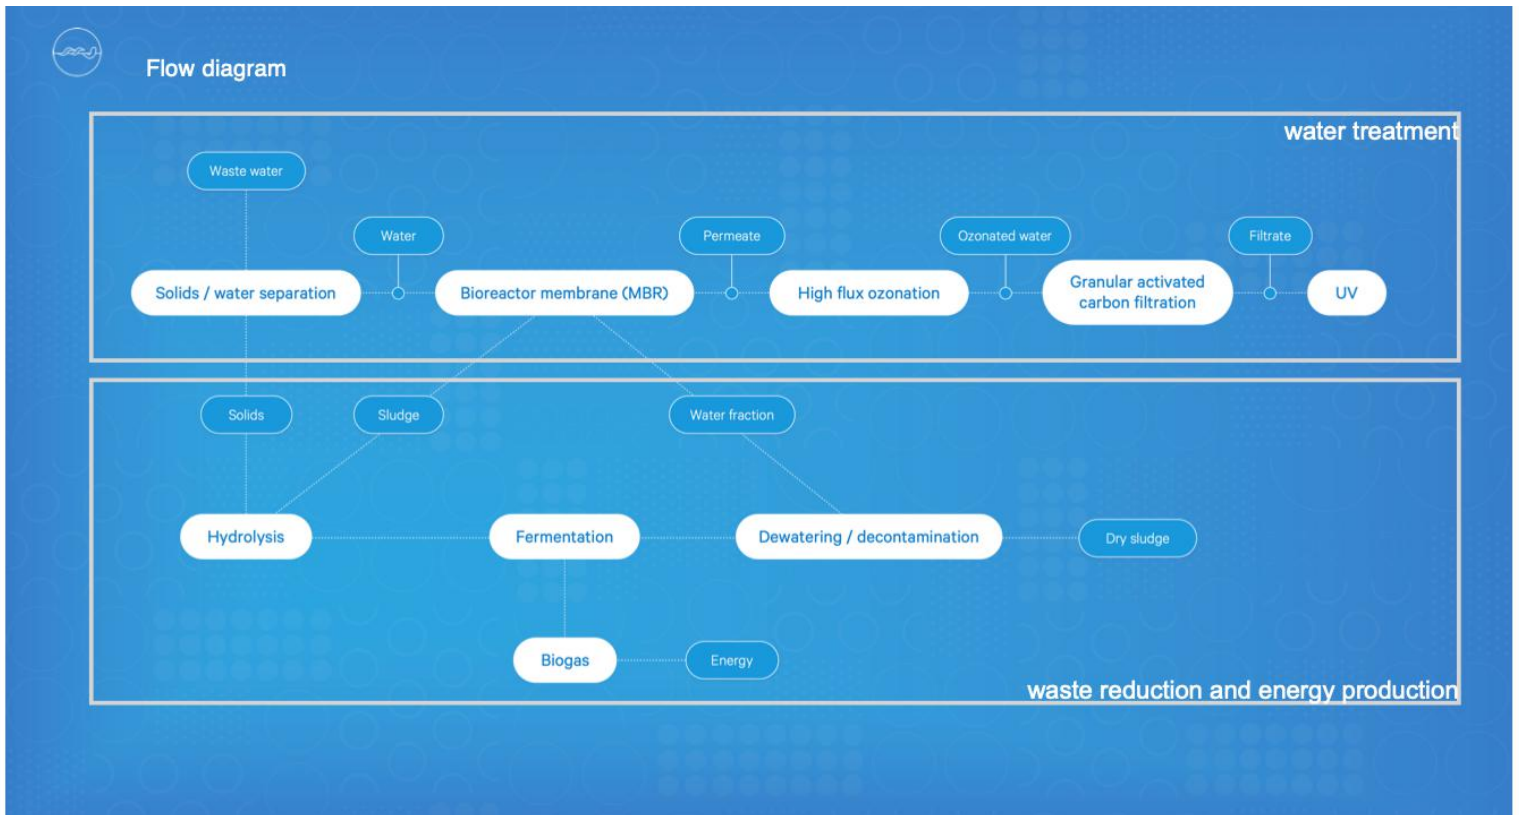 Flow diagram
water treatment
Waste water
Water
Permeate
Ozonated water
Filtrate
Solids / water separation
Bioreactor membrane (MBR)
High flux ozonation
Granular activated
carbon filtration
UV
Solids
Sludge
Water fraction
Hydrolysis
Fermentation
Dewatering / decontamination
Dry sludge
Biogas
Energy
waste reduction and energy production